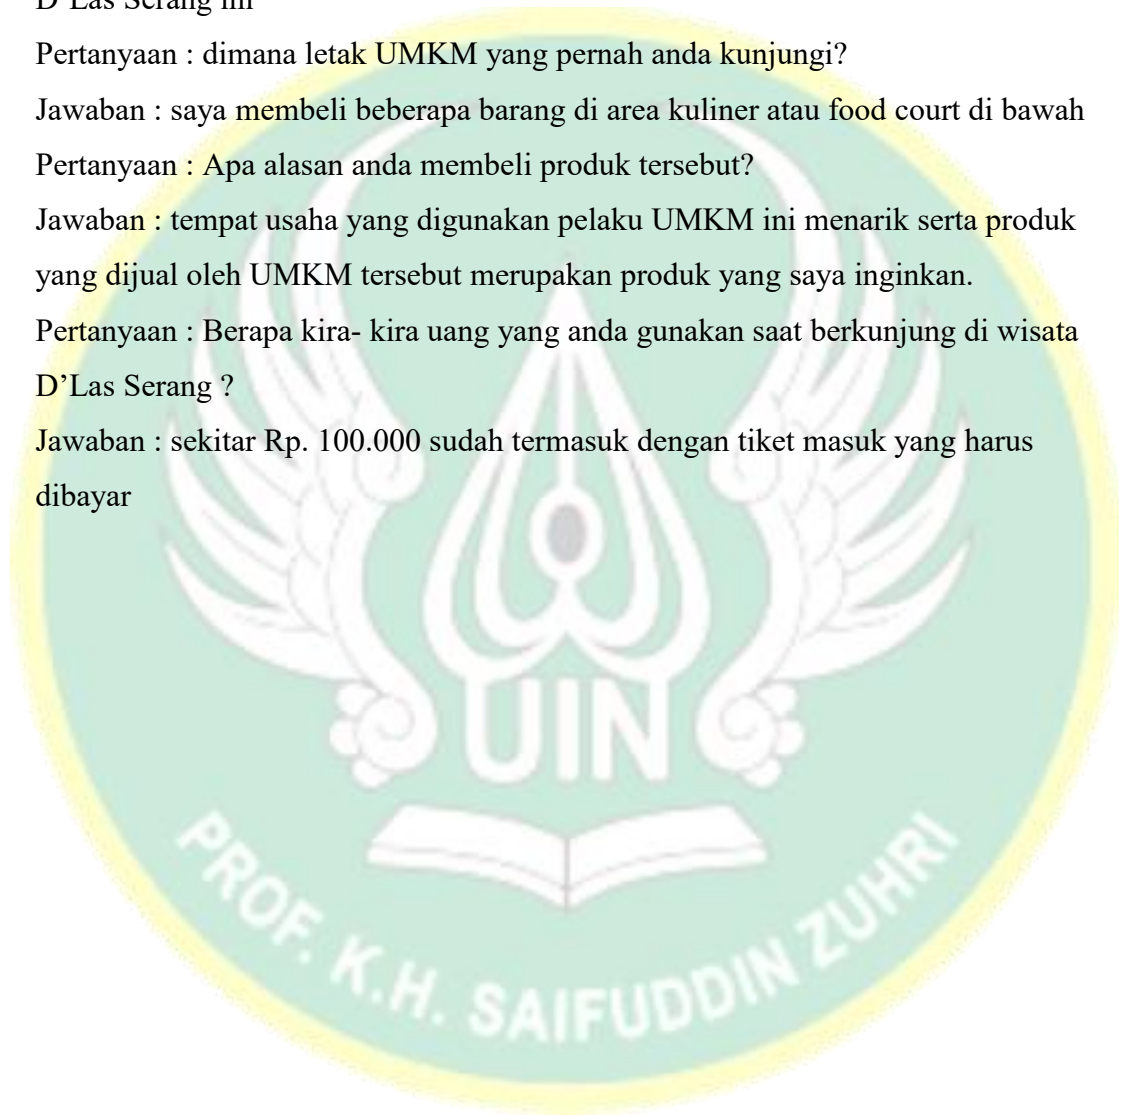 D'Las Serang ini
Pertanyaan : dimana letak UMKM yang pernah anda kunjungi?
Jawaban : saya membeli beberapa barang di area kuliner atau food court di bawah
Pertanyaan : Apa alasan anda membeli produk tersebut?
Jawaban : tempat usaha yang digunakan pelaku UMKM ini menarik serta produk
yang dijual oleh UMKM tersebut merupakan produk yang saya inginkan.
Pertanyaan : Berapa kira- kira uang yang anda gunakan saat berkunjung di wisata
D’Las Serang ?
Jawaban : sekitar Rp. 100.000 sudah termasuk dengan tiket masuk yang harus
dibayar
UIN
PROF. K.H. SAIFUDDIN ZUHRI